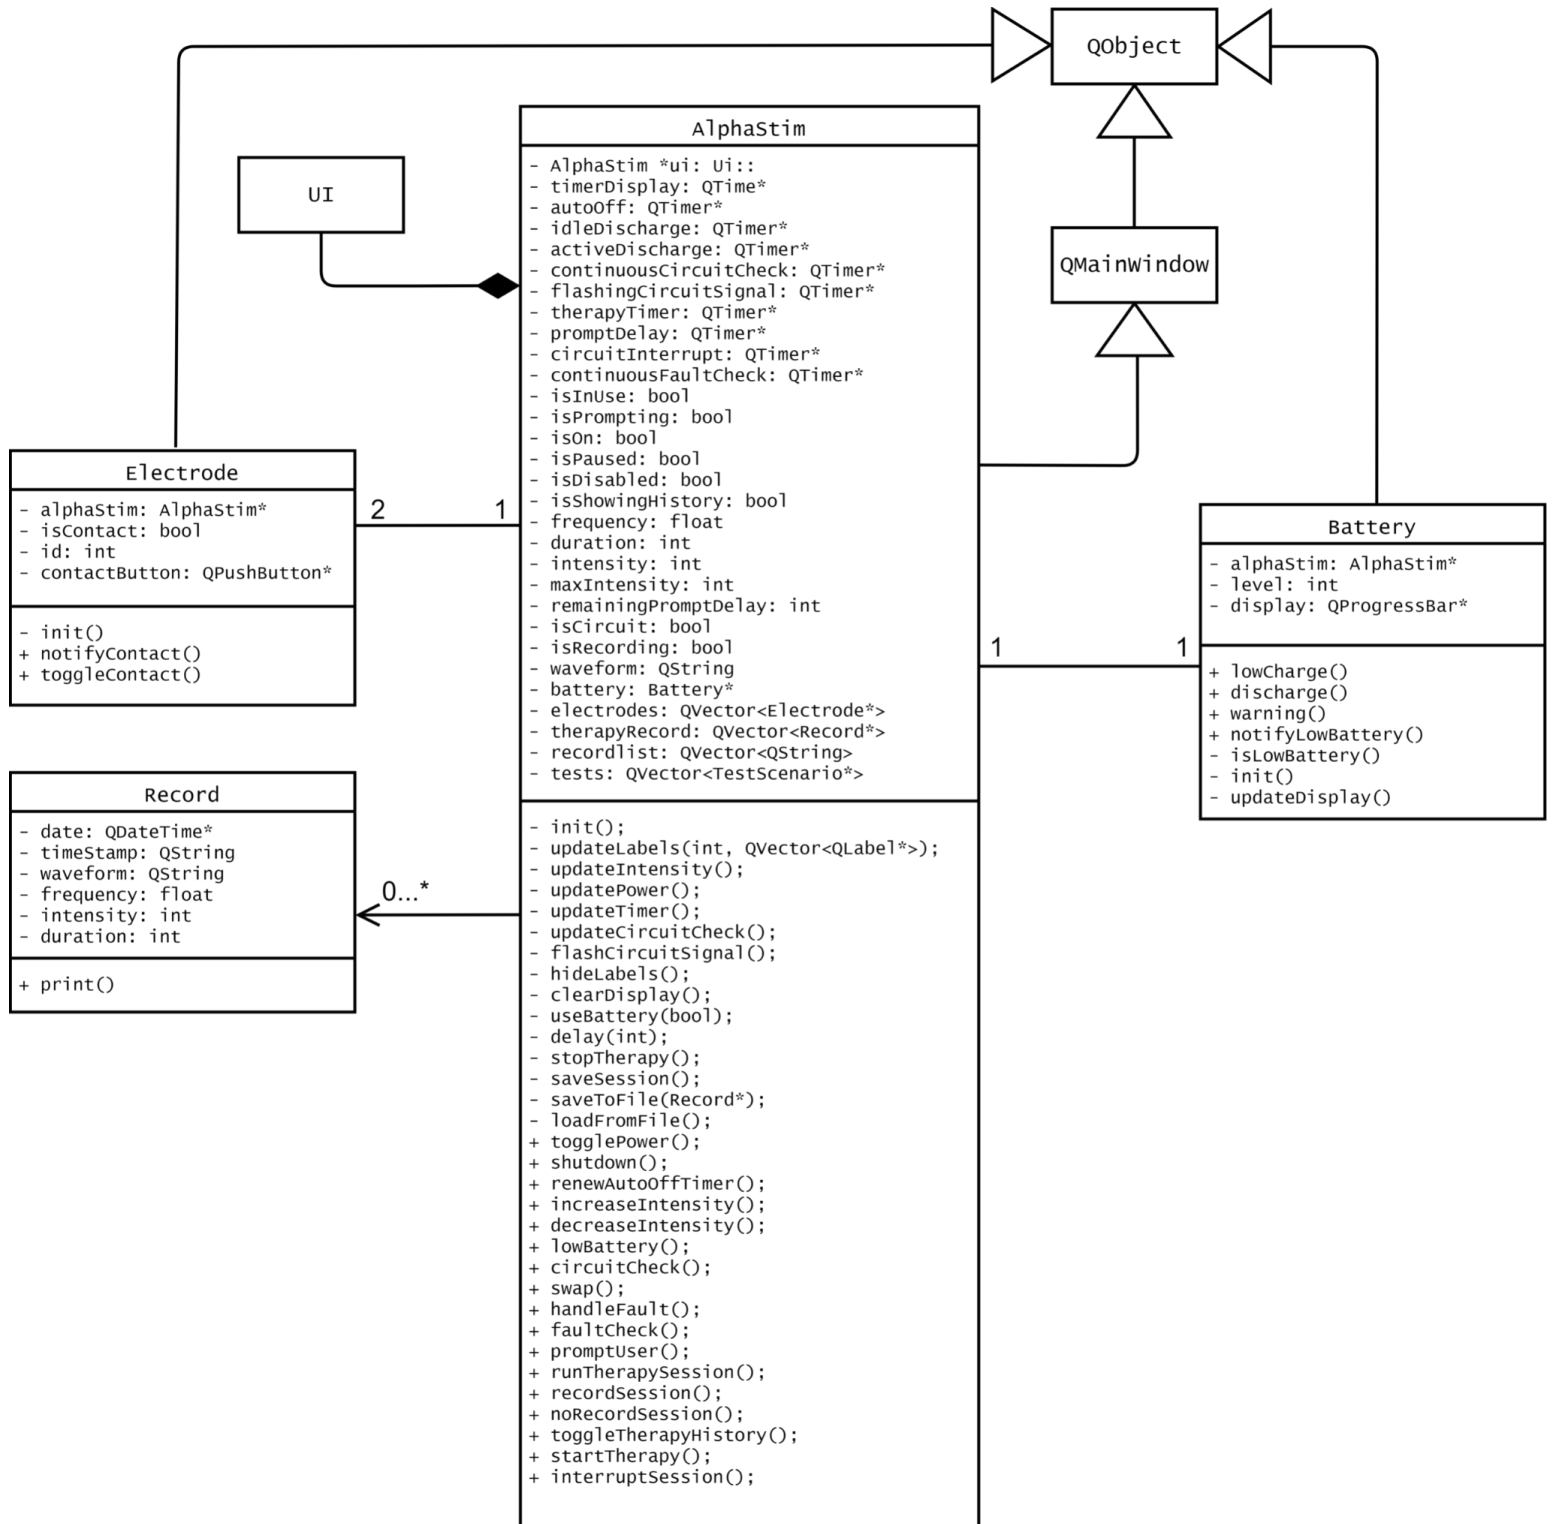 QObject
AlphaStim
- AlphaStim *ui: Ui::
- timerDisplay: QTime*
- autoOff: QTimer*
- idleDischarge: QTimer*
- activeDischarge: QTimer*
- continuousCircuitCheck: QTimer*
- flashingCircuitSignal: QTimer*
- therapyTimer: QTimer*
- promptDelay: QTimer*
- circuitInterrupt: QTimer*
- continuousFaultCheck: QTimer*
- isInUse: bool
- isPrompting: bool
- isOn: bool
- isPaused: bool
- isDisabled: bool
- isShowingHistory: bool
- frequency: float
- duration: int
- intensity: int
- maxIntensity: int
- remainingPromptDelay: int
- isCircuit: bool
- isRecording: bool
- waveform: QString
- battery: Battery*
- electrodes: QVector<Electrode*>
- therapyRecord: QVector<Record*>
- recordlist: QVector<QString>
- tests: QVector<TestScenario*>
- init();
- updateLabels(int, QVector<QLabel*>);
- updateIntensity();
- updatePower();
- updateTimer();
- updateCircuitCheck();
- flashCircuitSignal();
- hideLabels();
- clearDisplay();
- useBattery(bool);
- delay(int);
- stopTherapy();
- saveSession();
- saveToFile(Record*);
- loadFromFile();
+ togglePower();
+ shutdown();
+ renewAutoOffTimer();
+ increaseIntensity();
+ decreaseIntensity();
+ lowBattery();
+ circuitCheck();
+ swap();
+ handleFault();
+ faultCheck();
+ promptUser();
+ runTherapySession();
+ recordSession();
+ noRecordSession();
+ toggleTherapyHistory();
+ startTherapy();
+ interruptSession();
UI
QMainWindow
Electrode
- alphaStim: AlphaStim*
- isContact: bool
- id: int
- contactButton: QPushButton*
- init()
+ notifyContact()
+ toggleContact()
2 1
Battery
- alphaStim: AlphaStim*
- level: int
- display: QProgressBar*
+ lowCharge()
+ discharge()
+ warning()
+ notifyLowBattery()
- isLowBattery()
- init()
- updateDisplay()
1 1
Record
- date: QDateTime*
- timeStamp: QString
- waveform: QString
- frequency: float
- intensity: int
- duration: int
+ print()
0...*